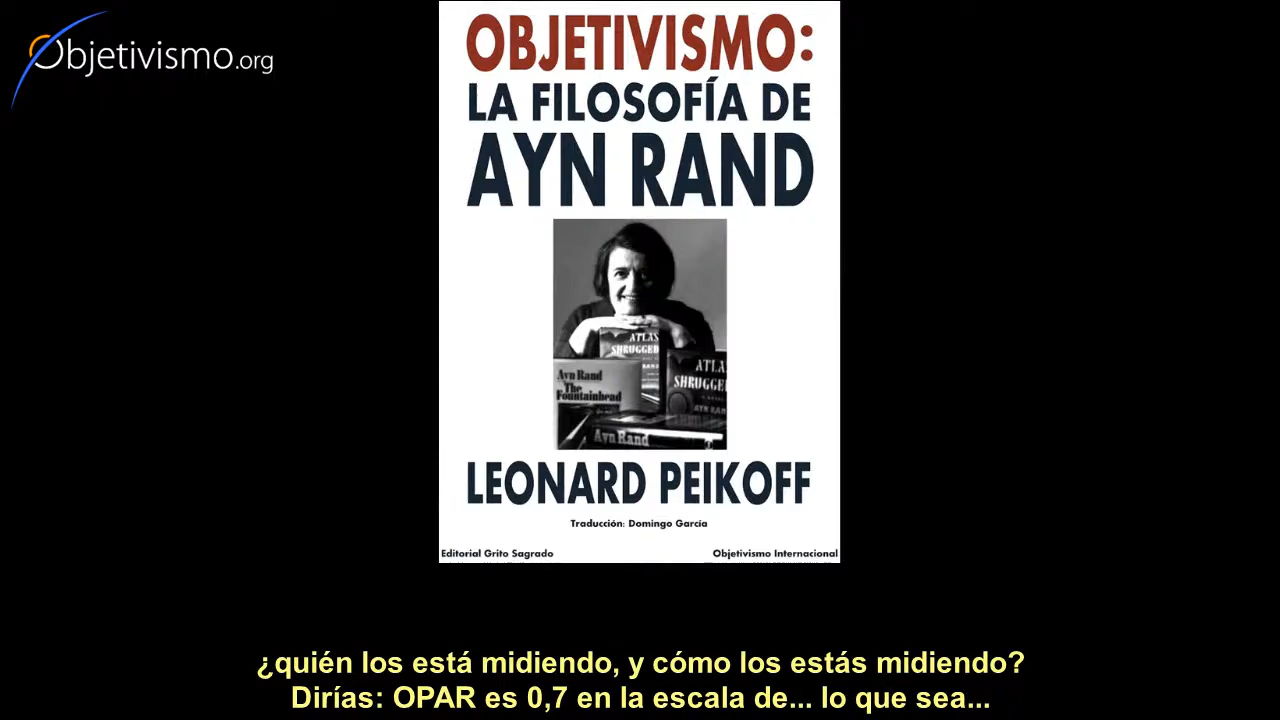 Objetivismo.org
OBJETIVISMO:
LA FILOSOFÍA DE
AYN RAND
ATLAS
SHRUGGED
ATLAS
SHRUGGED
Ayn Rand
The
Fountainhead
AYN RAND
Ayn Rand
LEONARD PEIKOFF
Traducción: Domingo García
Editorial Grito Sagrado
Objetivismo Internacional
¿quién los está midiendo, y cómo los estás midiendo?
Dirías: OPAR es 0,7 en la escala de... lo que sea...